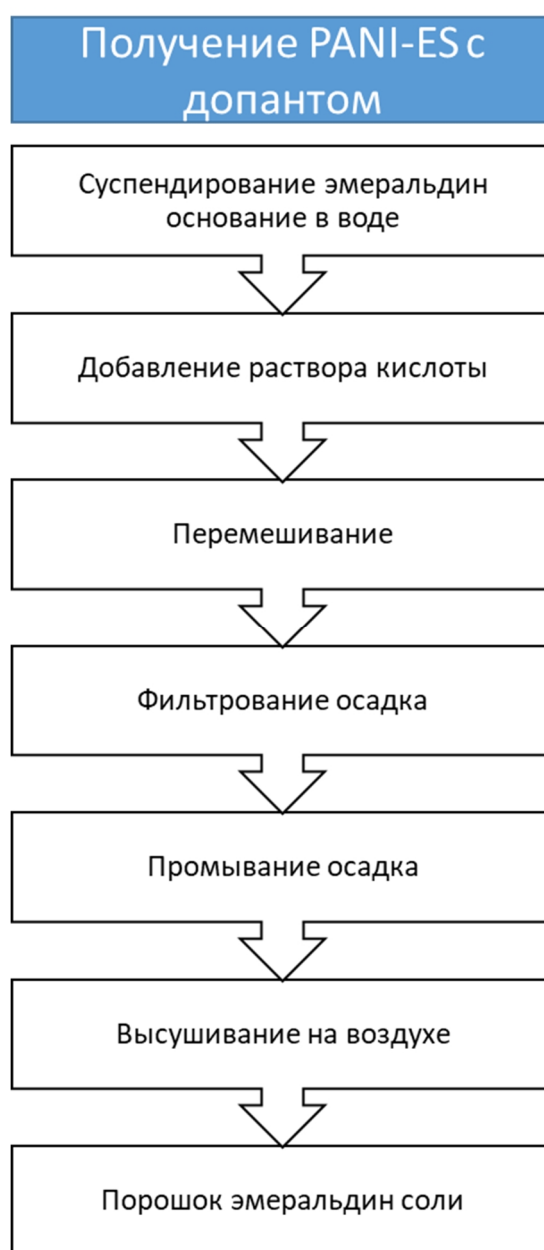 Получение PANI-ES с
допантом
Суспендирование эмеральдин
основание в воде
Добавление раствора кислоты
Перемешивание
Фильтрование осадка
Промывание осадка
Высушивание на воздухе
Порошок эмеральдин соли